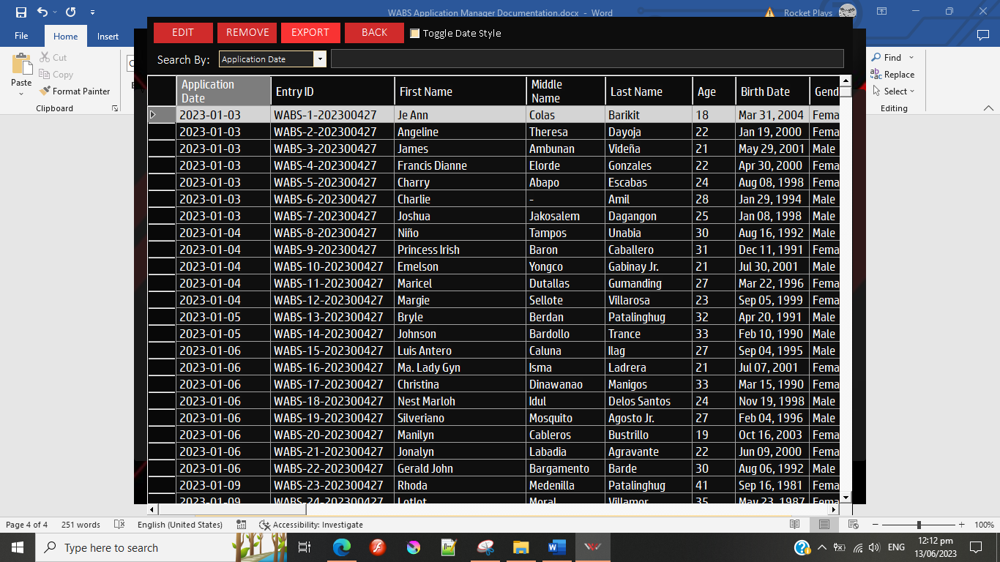 WABS Application Manager Documentation.docx - Word
Rocket Plays
File Home Insert
EDIT REMOVE EXPORT BACK Toggle Date Style
Search By: Application Date
Paste Cut
Copy
Format Painter
Clipboard
Find
Replace
Select
Editing
Application Date Entry ID First Name Middle Name Last Name Age Birth Date Gend
2023-01-03 WABS-1-202300427 Je Ann Colas Barikit 18 Mar 31, 2004 Fema
2023-01-03 WABS-2-202300427 Angeline Theresa Dayoja 22 Jan 19, 2000 Fema
2023-01-03 WABS-3-202300427 James Ambunan Videña 21 May 29, 2001 Male
2023-01-03 WABS-4-202300427 Francis Dianne Elorde Gonzales 22 Apr 30, 2000 Fema
2023-01-03 WABS-5-202300427 Charry Abapo Escabas 24 Aug 08, 1998 Fema
2023-01-03 WABS-6-202300427 Charlie - Amil 28 Jan 29, 1994 Male
2023-01-03 WABS-7-202300427 Joshua Jakosalem Dagangon 25 Jan 08, 1998 Male
2023-01-04 WABS-8-202300427 Niño Tampos Unabia 30 Aug 16, 1992 Male
2023-01-04 WABS-9-202300427 Princess Irish Baron Caballero 31 Dec 11, 1991 Fema
2023-01-04 WABS-10-202300427 Emelson Yongco Gabinay Jr. 21 Jul 30, 2001 Male
2023-01-04 WABS-11-202300427 Maricel Dutallas Gumanding 27 Mar 22, 1996 Fema
2023-01-04 WABS-12-202300427 Margie Sellote Villarosa 23 Sep 05, 1999 Fema
2023-01-05 WABS-13-202300427 Bryle Berdan Patalinghug 32 Apr 20, 1991 Male
2023-01-05 WABS-14-202300427 Johnson Bardollo Trance 33 Feb 10, 1990 Male
2023-01-06 WABS-15-202300427 Luis Antero Caluna Ilag 27 Sep 04, 1995 Male
2023-01-06 WABS-16-202300427 Ma. Lady Gyn Isma Ladrera 21 Jul 07, 2001 Fema
2023-01-06 WABS-17-202300427 Christina Dinawanao Manigos 33 Mar 15, 1990 Fema
2023-01-06 WABS-18-202300427 Nest Marloh Idul Delos Santos 24 Nov 19, 1998 Male
2023-01-06 WABS-19-202300427 Silveriano Mosquito Agosto Jr. 27 Feb 04, 1996 Male
2023-01-06 WABS-20-202300427 Manilyn Cableros Bustrillo 19 Oct 16, 2003 Fema
2023-01-06 WABS-21-202300427 Jonalyn Labadia Agravante 22 Jun 09, 2000 Fema
2023-01-06 WABS-22-202300427 Gerald John Bargamento Barde 30 Aug 06, 1992 Male
2023-01-09 WABS-23-202300427 Rhoda Medenilla Patalinghug 41 Sep 16, 1981 Fema
2023-01-09 WABS-24-202300427 Lotlot Moral Villamor 35 May 23, 1987 Fema
Page 4 of 4 251 words English (United States) Accessibility: Investigate 100%
Type here to search
ENG 12:12 pm
13/06/2023